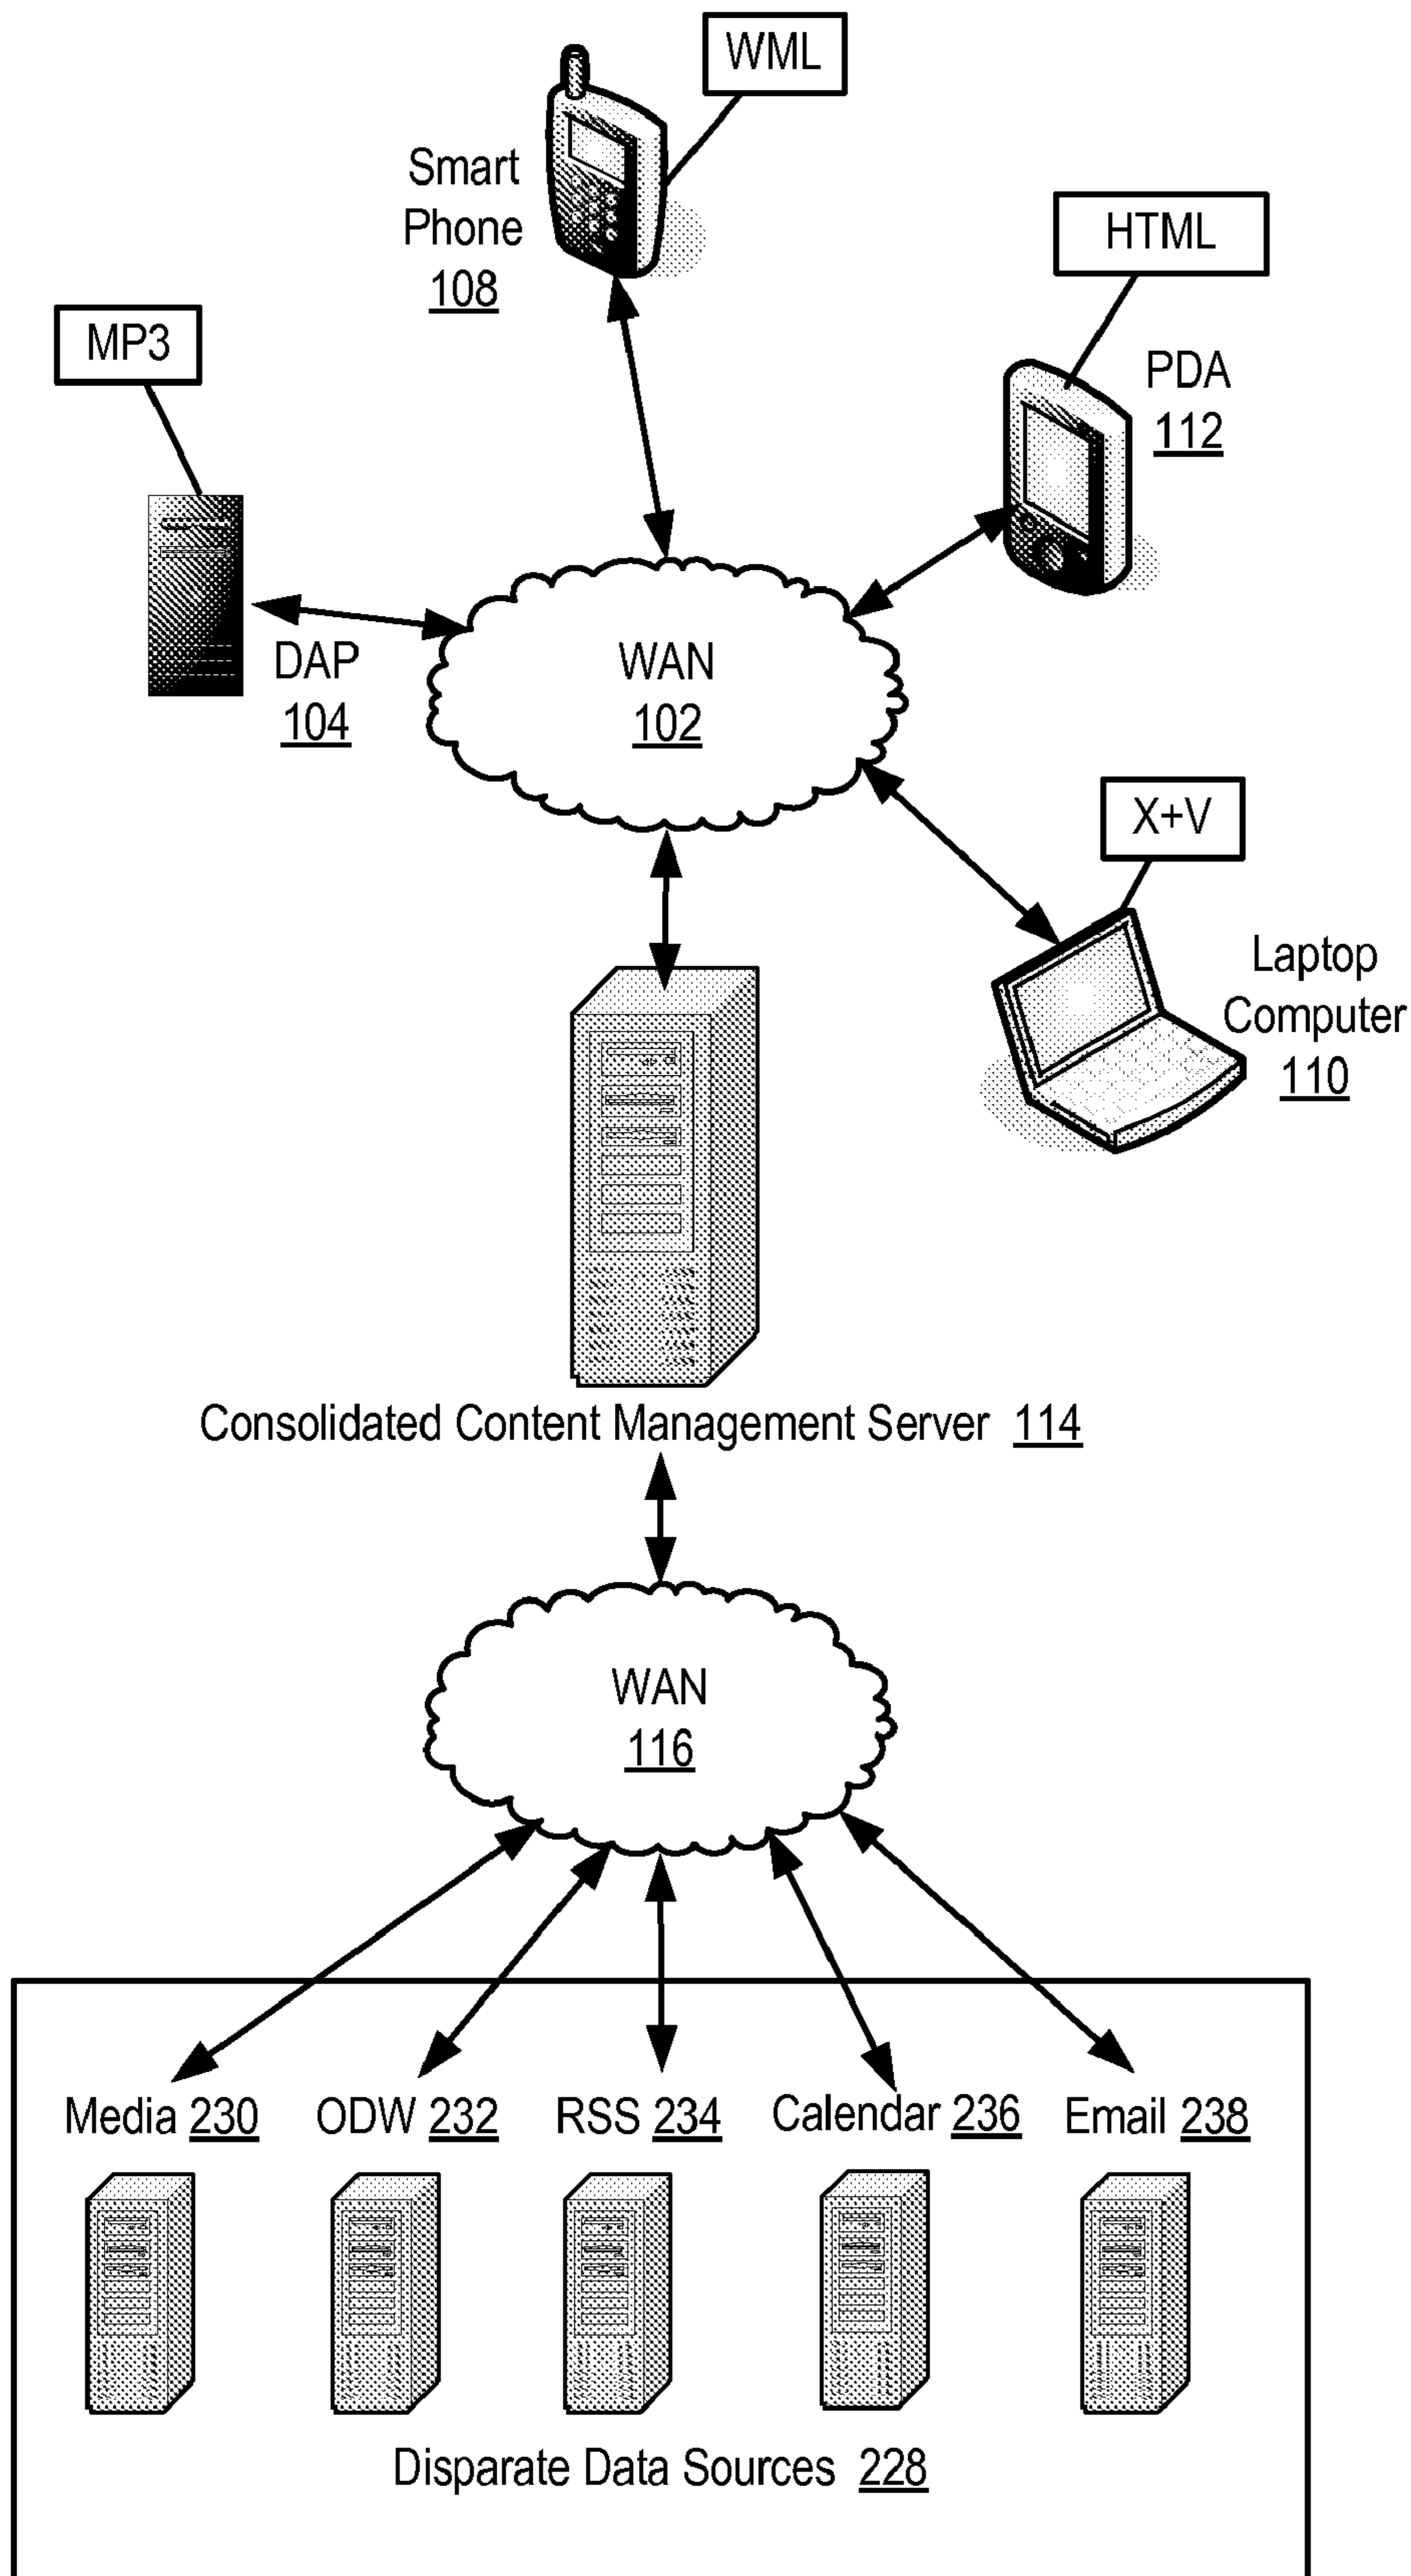 WML
Smart
Phone
108
HTML
MP3
PDA
112
WAN
102
DAP
104
X+V
Laptop
Computer
110
Consolidated Content Management Server 114
WAN
116
Media 230
ODW 232
RSS 234
Calendar 236
Email 238
Disparate Data Sources 228